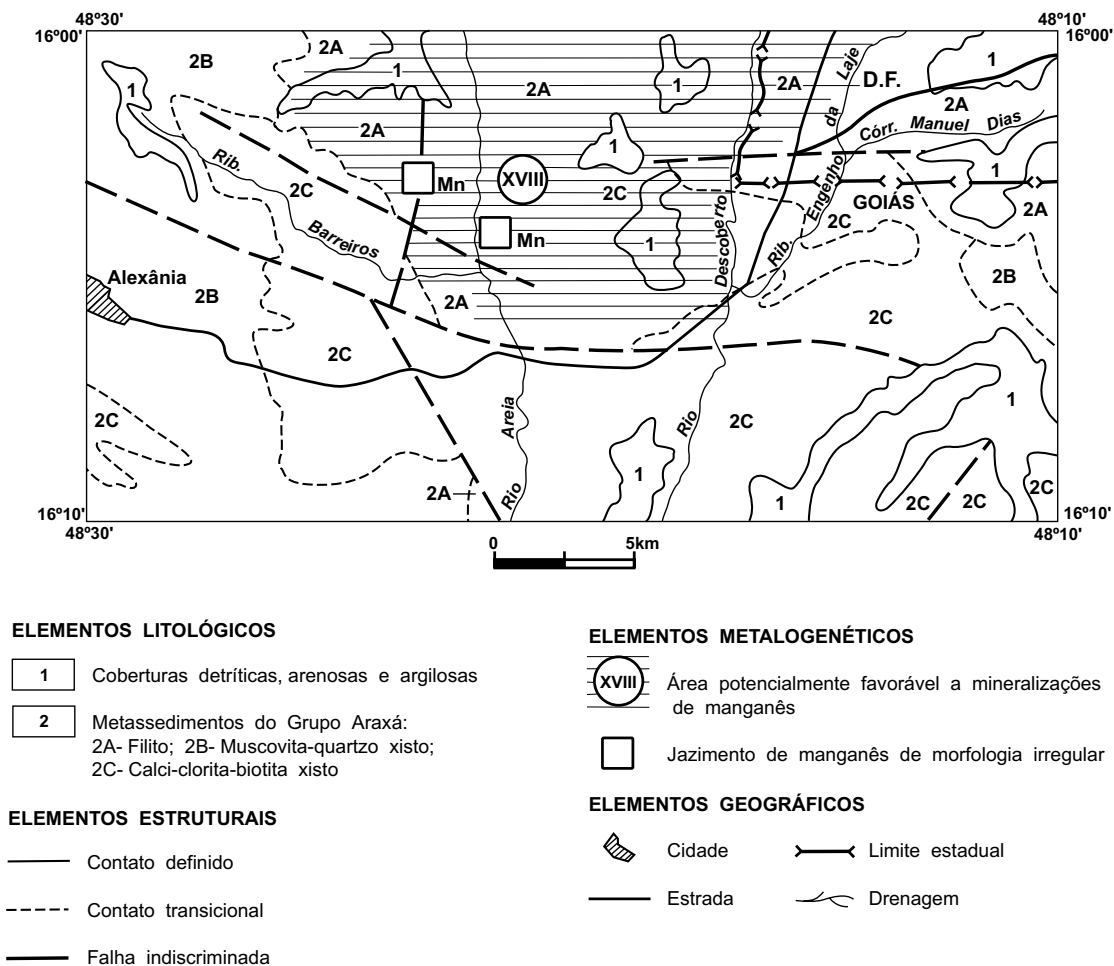 48º30' 48º10'
16º00' 16º00'
2B
2A
1
1
2A
1
2A
D.F.
Laje
da
Engenho
Rib.
1
2A
Córr. Manuel Dias
2A
1
1
2A
Rib.
Barreiros
2C
Mn
XVIII
2C
Mn
1
Descoberto
Rio
GOIÁS
2C
2B
Alexânia
2B
2A
2C
2C
2C
2C
1
2A
Areia
Rio
1
1
2C
2C
2C
16º10' 16º10'
48º30' 48º10'
0 5km
ELEMENTOS LITOLÓGICOS
1 Coberturas detríticas, arenosas e argilosas
2 Metassedimentos do Grupo Araxá:
2A- Filito; 2B- Muscovita-quartzo xisto;
2C- Calci-clorita-biotita xisto
ELEMENTOS ESTRUTURAIS
Contato definido
Contato transicional
Falha indiscriminada
ELEMENTOS METALOGENÉTICOS
XVIII Área potencialmente favorável a mineralizações
de manganês
Jazimento de manganês de morfologia irregular
ELEMENTOS GEOGRÁFICOS
Cidade Limite estadual
Estrada Drenagem